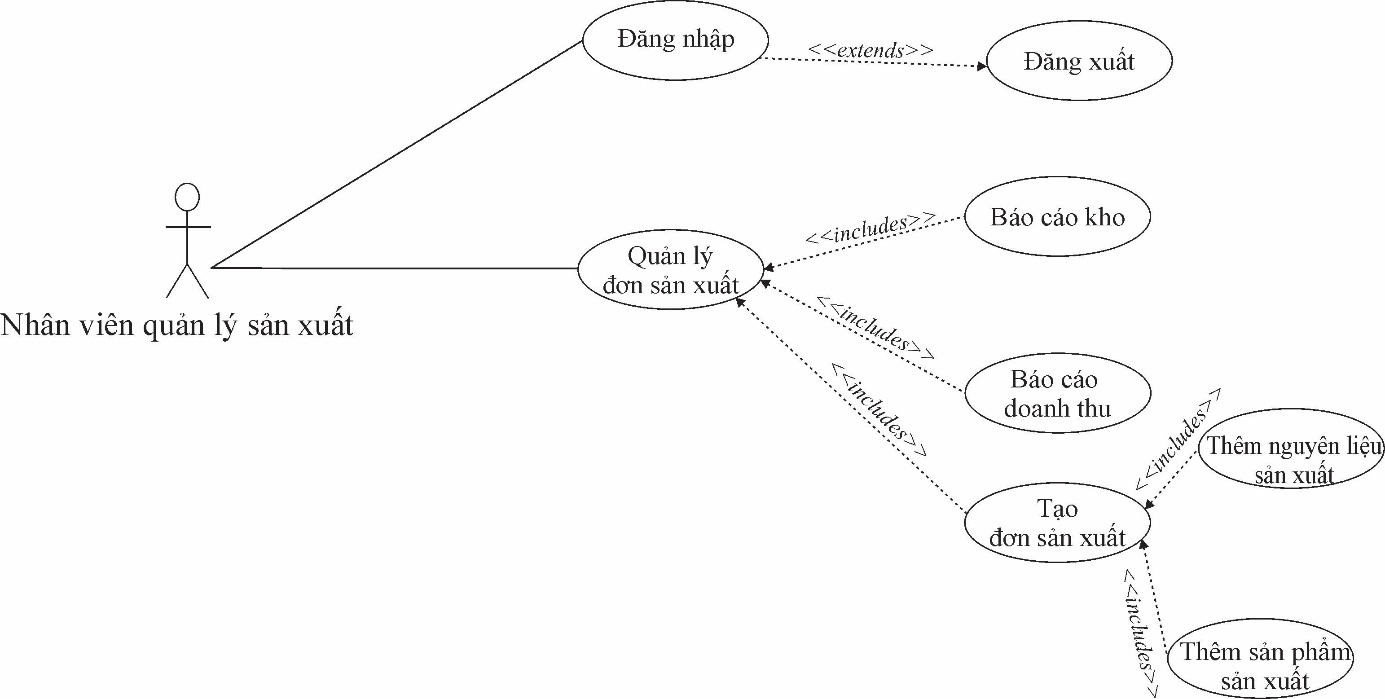 Đăng nhập
<<extends>>
Đăng xuất
Báo cáo kho
<<includes>>
Quản lý
đơn sản xuất
Nhân viên quản lý sản xuất
<<includes>>
Báo cáo
doanh thu
<<includes>>
<<includes>>
Thêm nguyên liệu
sản xuất
Tạo
đơn sản xuất
<<includes>>
Thêm sản phẩm
sản xuất